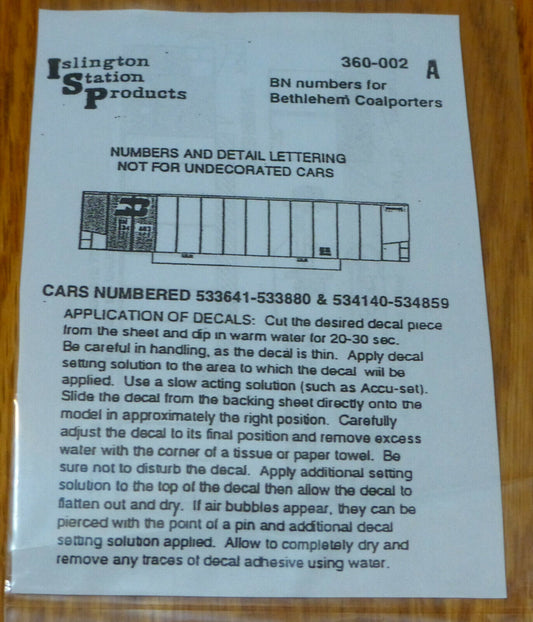 Islington
Station
Products
360-002 A
BN numbers for
Bethlehem Coalporters
NUMBERS AND DETAIL LETTERING
NOT FOR UNDECORATED CARS
CARS NUMBERED 533641-533880 & 534140-534859
APPLICATION OF DECALS: Cut the desired decal piece
from the sheet and dip in warm water for 20-30 sec.
Be careful in handling, as the decal is thin. Apply decal
setting solution to the area to which the decal will be
applied. Use a slow acting solution (such as Accu-set).
Slide the decal from the backing sheet directly onto the
model in approximately the right position. Carefully
adjust the decal to its final position and remove excess
water with the corner of a tissue or paper towel. Be
sure not to disturb the decal. Apply additional setting
solution to the top of the decal then allow the decal to
flatten out and dry. If air bubbles appear, they can be
pierced with the point of a pin and additional decal
setting solution applied. Allow to completely dry and
remove any traces of decal adhesive using water.